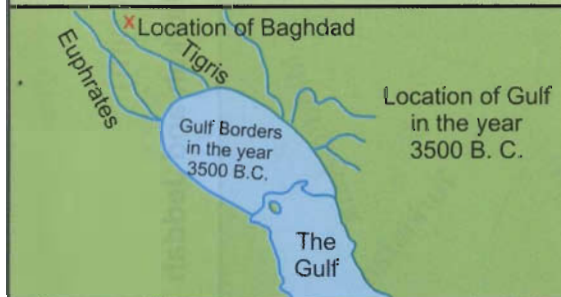 x Location of Baghdad
Euphrates
Tigris
Gulf Borders
in the year
3500 B.C.
Location of Gulf
in the year
3500 B. C.
The
Gulf